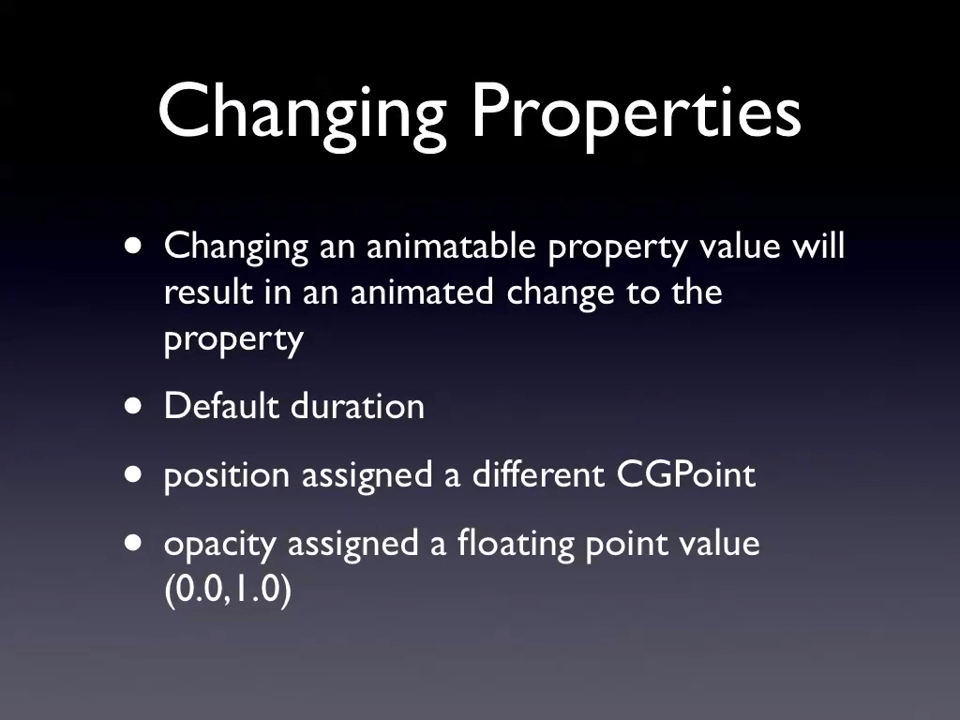 Changing Properties
• Changing an animatable property value will
result in an animated change to the
property
• Default duration
• position assigned a different CGPoint
• opacity assigned a floating point value
(0.0,1.0)